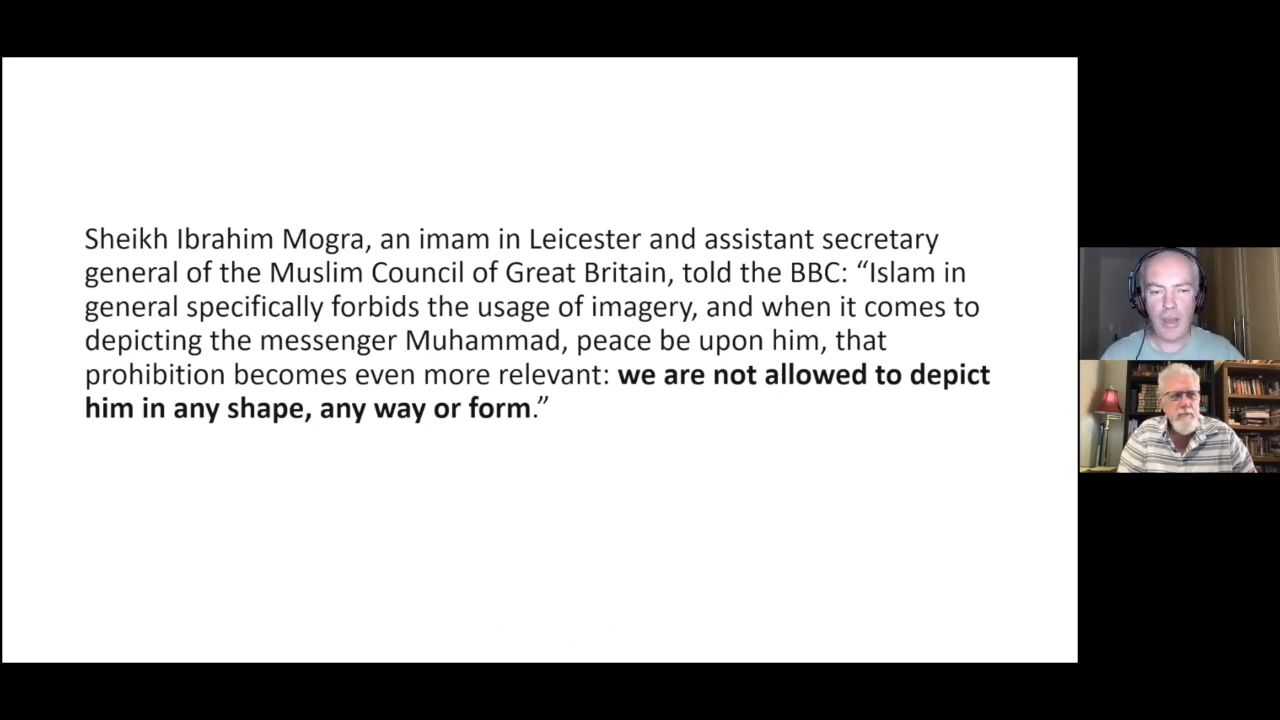 Sheikh Ibrahim Mogra, an imam in Leicester and assistant secretary
general of the Muslim Council of Great Britain, told the BBC: “Islam in
general specifically forbids the usage of imagery, and when it comes to
depicting the messenger Muhammad, peace be upon him, that
prohibition becomes even more relevant: we are not allowed to depict
him in any shape, any way or form.”